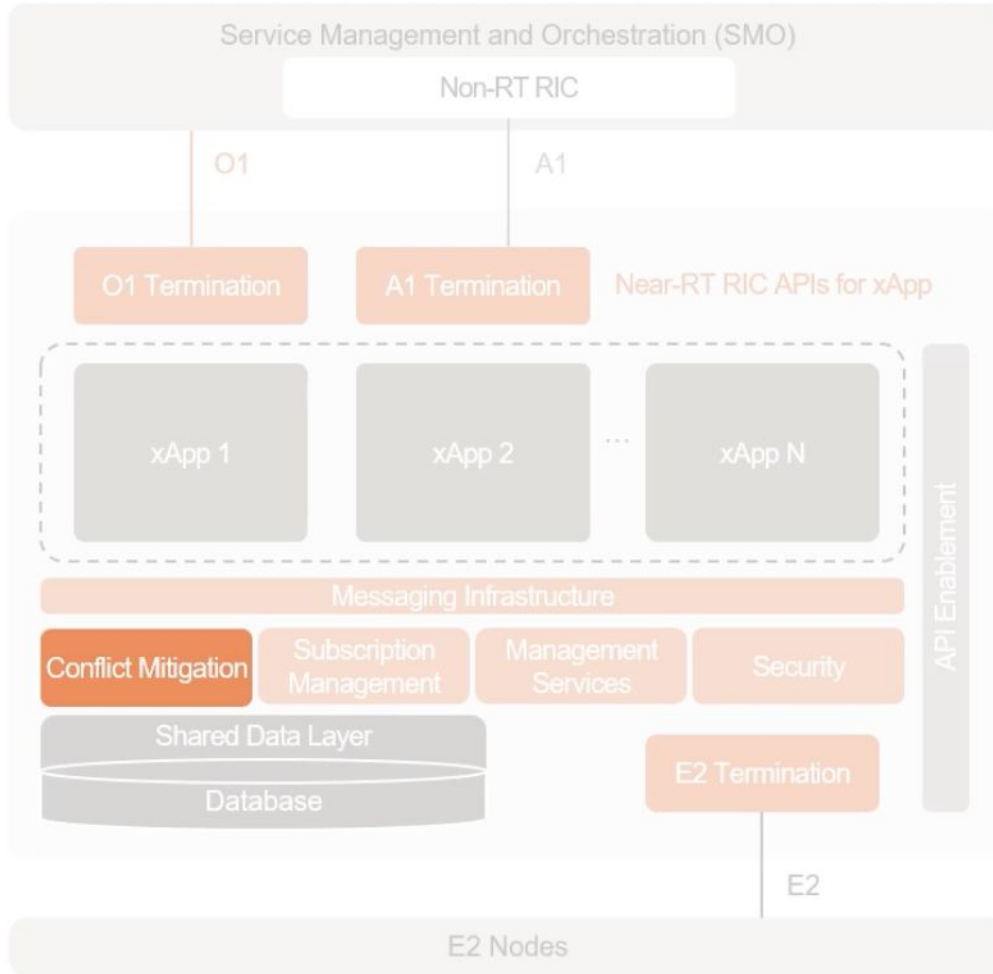 Service Management and Orchestration (SMO)
Non-RT RIC
O1
A1
O1 Termination
A1 Termination
Near-RT RIC APIs for xApp
xApp 1
xApp 2
...
xApp N
API Enablement
Messaging Infrastructure
Conflict Mitigation
Subscription
Management
Management
Services
Security
Shared Data Layer
Database
E2 Termination
E2
E2 Nodes